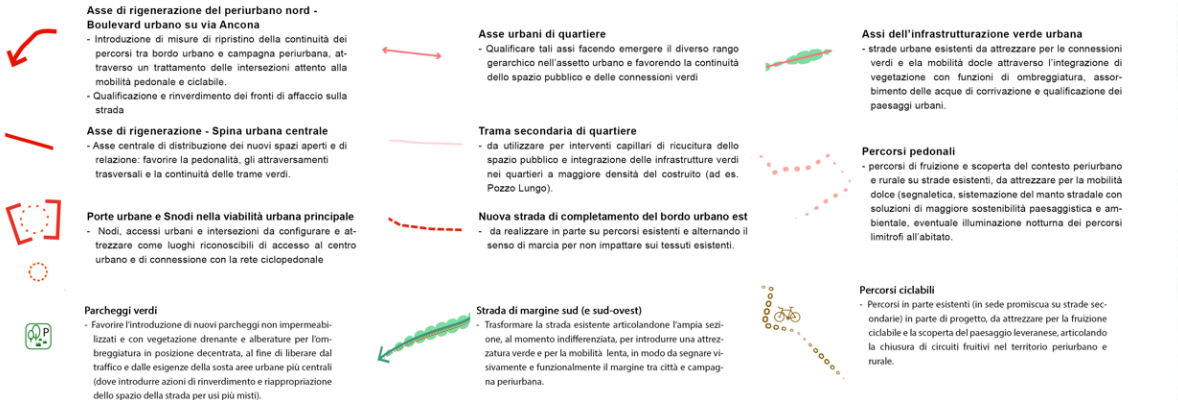 Asse di rigenerazione del periurbano nord -
Boulevard urbano su via Ancona
- Introduzione di misure di ripristino della continuità dei
percorsi tra bordo urbano e campagna periurbana, at-
traverso un trattamento delle intersezioni attento alla
mobilità pedonale e ciclabile.
- Qualificazione e rinverdimento dei fronti di affaccio sulla
strada
Asse di rigenerazione - Spina urbana centrale
- Asse centrale di distribuzione dei nuovi spazi aperti e di
relazione: favorire la pedonalità, gli attraversamenti
trasversali e la continuità delle trame verdi.
Porte urbane e Snodi nella viabilità urbana principale
- Nodi, accessi urbani e intersezioni da configurare e at-
trezzare come luoghi riconoscibili di accesso al centro
urbano e di connessione con la rete ciclopedonale
P
Parcheggi verdi
- Favorire l'introduzione di nuovi parcheggi non impermeabi-
lizzati e con vegetazione drenante e alberature per l'om-
breggiatura in posizione decentrata, al fine di liberare dal
traffico e dalle esigenze della sosta aree urbane più centrali
(dove introdurre azioni di rinverdimento e riappropriazione
dello spazio della strada per usi più misti).
Asse urbani di quartiere
- Qualificare tali assi facendo emergere il diverso rango
gerarchico nell'assetto urbano e favorendo la continuità
dello spazio pubblico e delle connessioni verdi
Trama secondaria di quartiere
- da utilizzare per interventi capillari di ricucitura dello
spazio pubblico e integrazione delle infrastrutture verdi
nei quartieri a maggiore densità del costruito (ad es.
Pozzo Lungo).
Nuova strada di completamento del bordo urbano est
- da realizzare in parte su percorsi esistenti e alternando il
senso di marcia per non impattare sui tessuti esistenti.
Strada di margine sud (e sud-ovest)
- Trasformare la strada esistente articolandone l'ampia sezi-
one, al momento indifferenziata, per introdurre una attrez-
zatura verde e per la mobilità lenta, in modo da segnare vi-
sivamente e funzionalmente il margine tra città e campag-
na periurbana.
Assi dell'infrastrutturazione verde urbana
- strade urbane esistenti da attrezzare per le connessioni
verdi e ela mobilità docle attraverso l'integrazione di
vegetazione con funzioni di ombreggiatura, assor-
bimento delle acque di corrivazione e qualificazione dei
paesaggi urbani.
Percorsi pedonali
- percorsi di fruizione e scoperta del contesto periurbano
e rurale su strade esistenti, da attrezzare per la mobilità
dolce (segnaletica, sistemazione del manto stradale con
soluzioni di maggiore sostenibilità paesaggistica e am-
bientale, eventuale illuminazione notturna dei percorsi
limitrofi all'abitato.
Percorsi ciclabili
- Percorsi in parte esistenti (in sede promiscua su strade sec-
ondarie) in parte di progetto, da attrezzare per la fruizione
ciclabile e la scoperta del paesaggio leveranese, articolando
la chiusura di circuiti fruitivi nel territorio periurbano e
rurale.